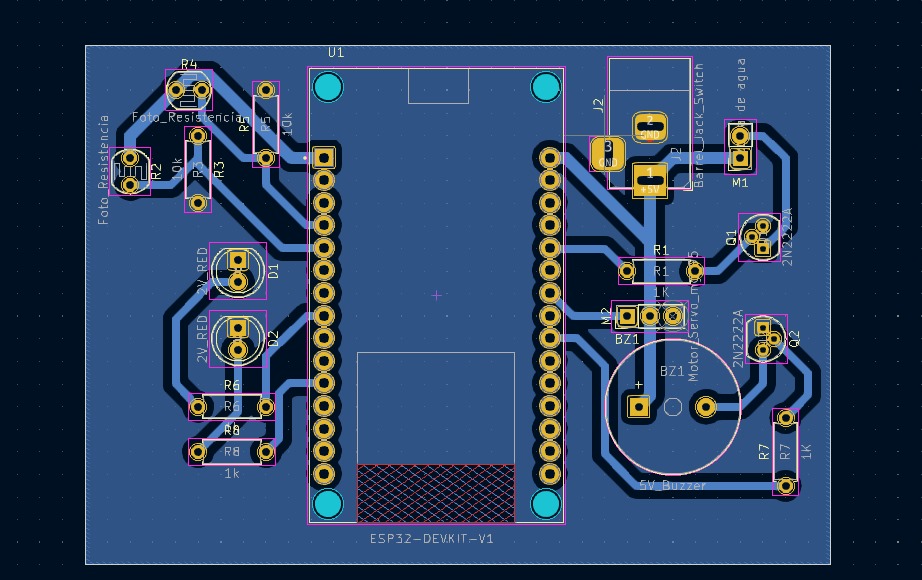 U1
R4
J2
Barrel_Jack_Switch
de agua
Foto_Resistencia
R5
R5
10k
GND
3
GND
2
J2
1
+5V
M1
Foto_Resistencia
R2
10k
R3
R3
2V_RED
D1
Q1
2N2222A
R1
R1
1K
M2
BZ1
2V_RED
D2
2N2222A
Q2
R6
R6
R8
R8
1k
BZ1
+
R7
R7
1K
5V_Buzzer
ESP32-DEVKIT-V1